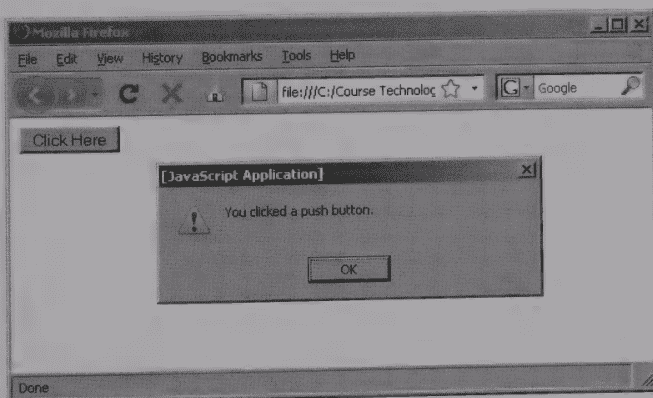 Mozilla Firefox
File Edit View History Bookmarks Tools Help
file:///C:/Course Technolog G Google
Click Here
[JavaScript Application]
You clicked a push button.
OK
Done